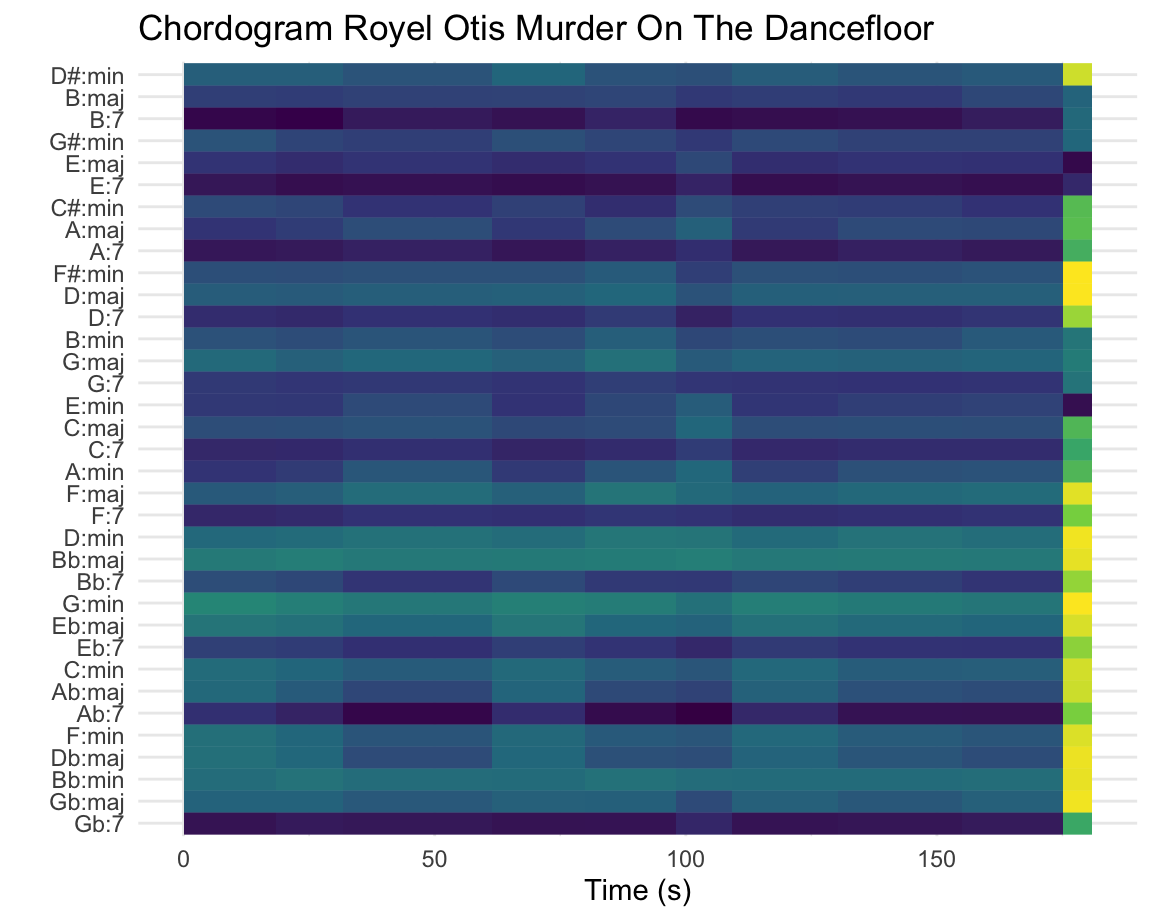 Chordogram Royel Otis Murder On The Dancefloor
D#:min
B:maj
B:7
G#:min
E:maj
E:7
C#:min
A:maj
A:7
F#:min
D:maj
D:7
B:min
G:maj
G:7
E:min
C:maj
C:7
A:min
F:maj
F:7
D:min
Bb:maj
Bb:7
G:min
Eb:maj
Eb:7
C:min
Ab:maj
Ab:7
F:min
Db:maj
Bb:min
Gb:maj
Gb:7
0 50 100 150
Time (s)